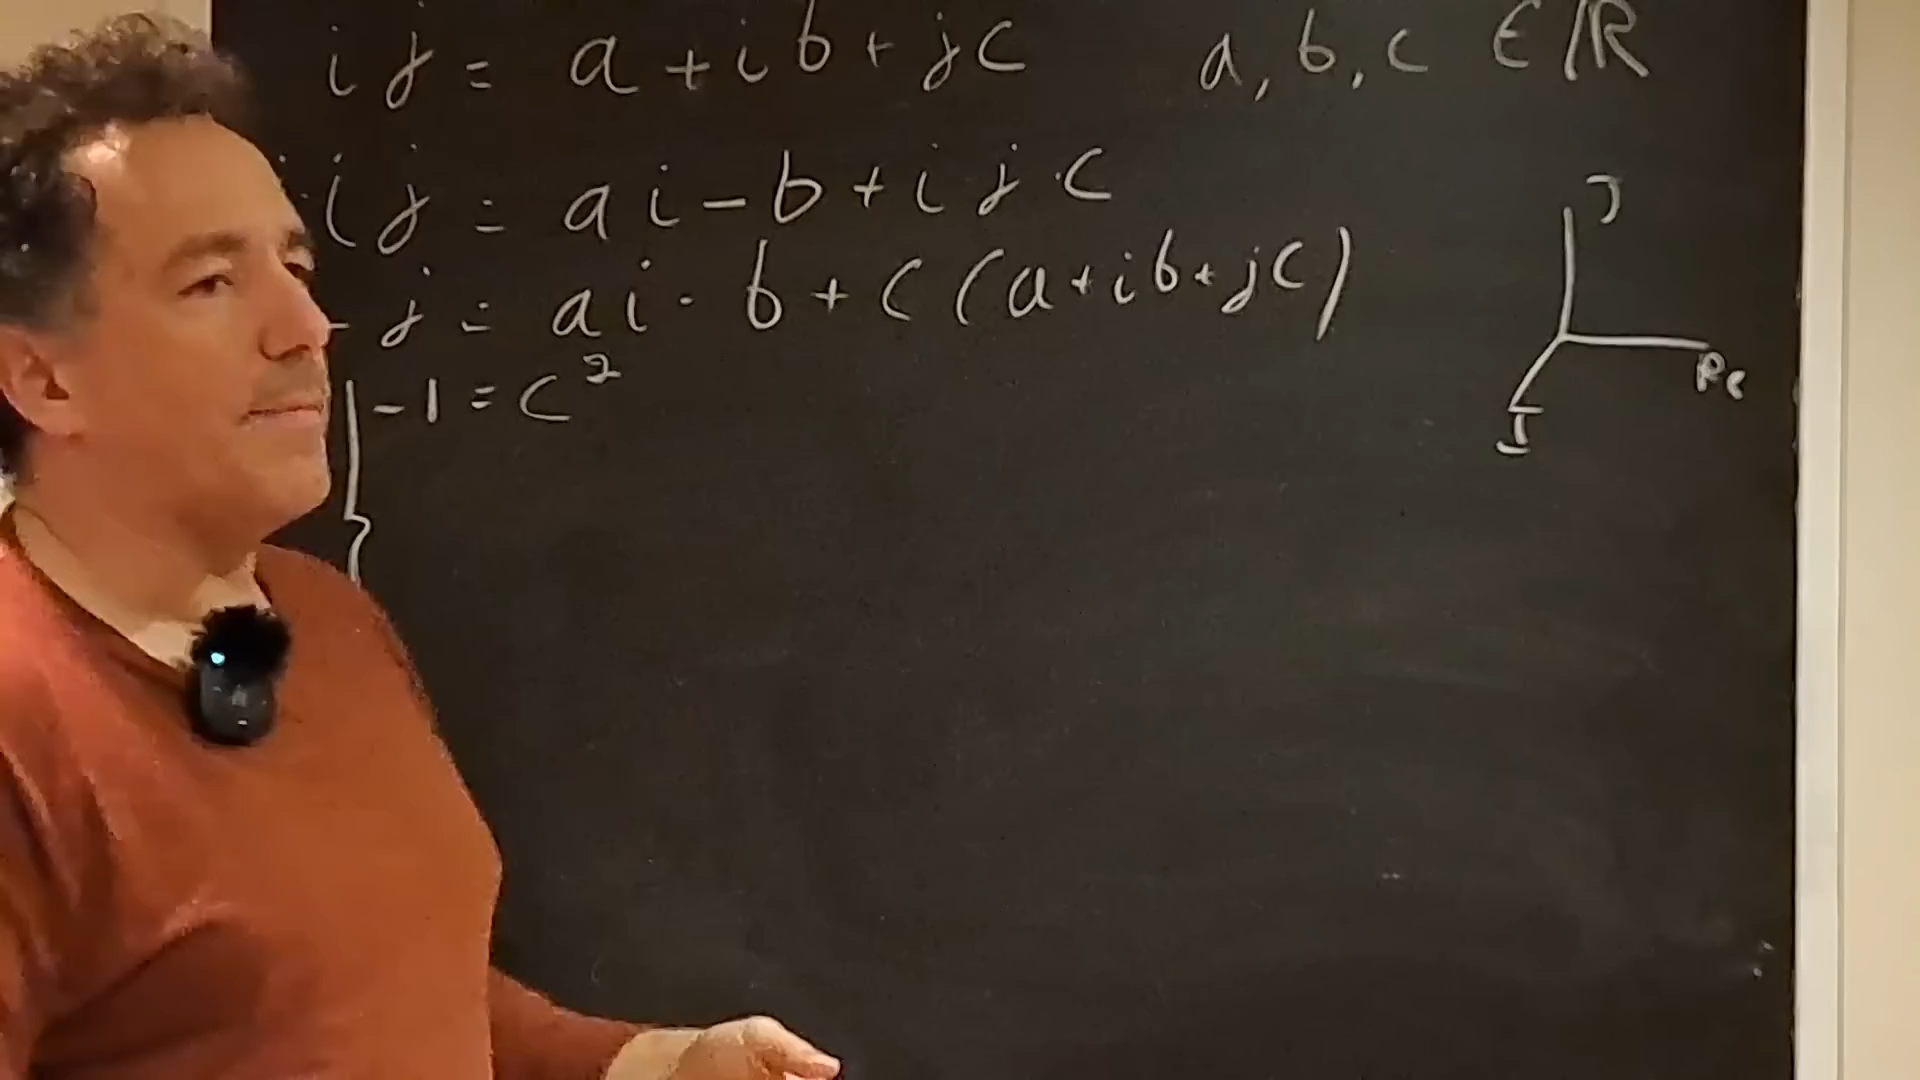 ij = a + ib + jc a, b, c ∈ ℝ
ij = ai - b + ij·c
J
- j = ai - b + c(a + ib + jc)
-1 = c²
Re
I